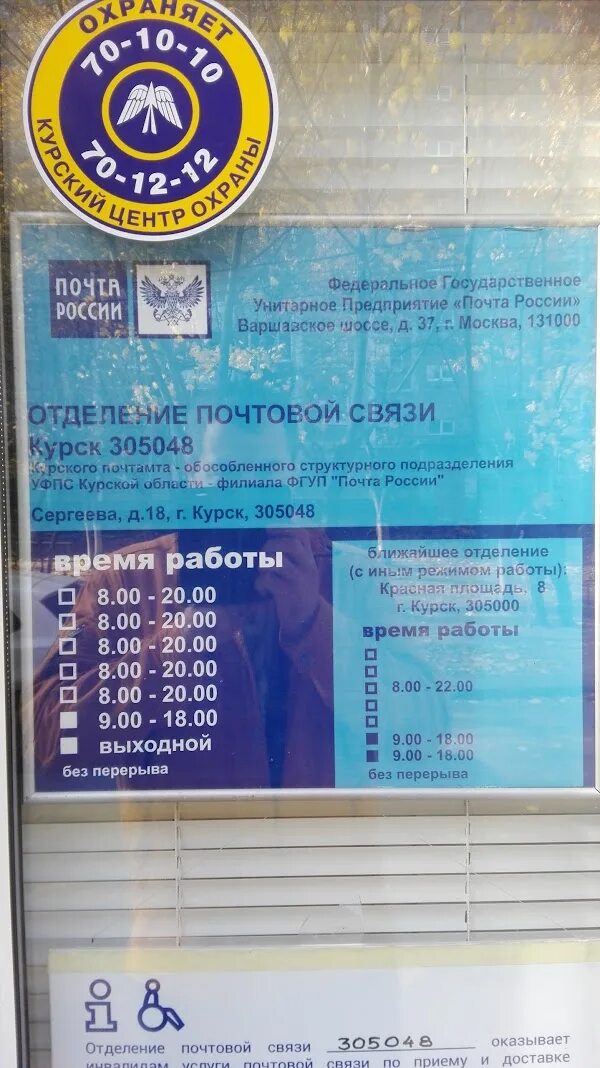 ОХРАНЯЕТ
70-10-10
70-12-12
КУРСКИЙ ЦЕНТР ОХРАНЫ
ПОЧТА
РОССИИ
Федеральное Государственное
Унитарное Предприятие «Почта России»
Варшавское шоссе, д. 37, г. Москва, 131000
ОТДЕЛЕНИЕ ПОЧТОВОЙ СВЯЗИ
Курск 305048
Курского почтамта - обособленного структурного подразделения
УФПС Курской области - филиала ФГУП "Почта России"
Сергеева, д.18, г. Курск, 305048
время работы
8.00 - 20.00
8.00 - 20.00
8.00 - 20.00
8.00 - 20.00
8.00 - 20.00
9.00 - 18.00
выходной
без перерыва
ближайшее отделение
(с иным режимом работы):
Красная площадь, 8
г. Курск, 305000
время работы
8.00 - 22.00
9.00 - 18.00
9.00 - 18.00
без перерыва
Отделение почтовой связи 305048 оказывает
инвалидам услуги почтовой связи по приему и доставке